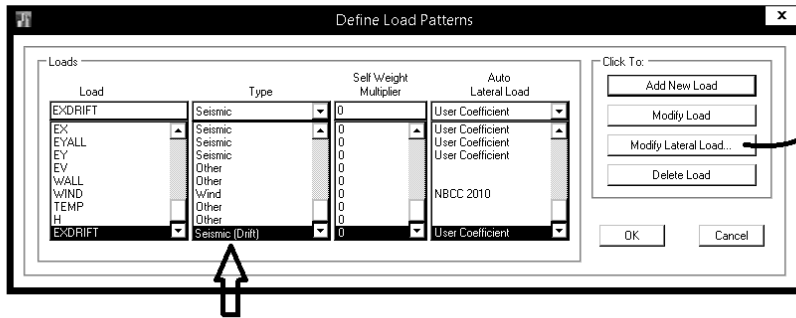 Define Load Patterns
x
Loads
Click To:
Load Type Self Weight Multiplier Auto Lateral Load
EXDRIFT Seismic 0 User Coefficient
EX Seismic 0 User Coefficient
EYALL Seismic 0 User Coefficient
EY Seismic 0 User Coefficient
EV Other 0
WALL Other 0
WIND Wind 0 NBCC 2010
TEMP Other 0
H Other 0
EXDRIFT Seismic (Drift) 0 User Coefficient
Add New Load
Modify Load
Modify Lateral Load...
Delete Load
OK Cancel